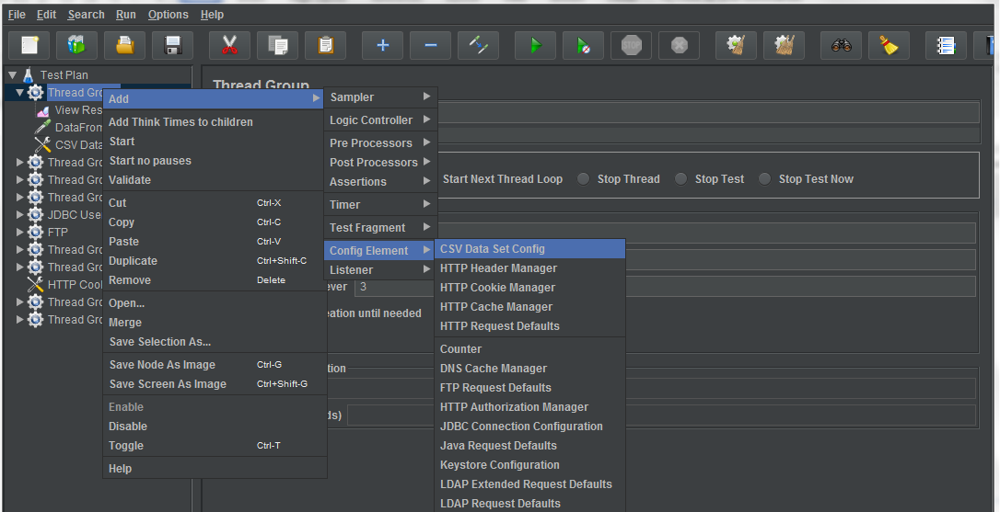 File Edit Search Run Options Help
STOP
Test Plan
Thread Gro
View Res
DataFrom
CSV Data
Thread Gro
Thread Gro
Thread Gro
JDBC Use
FTP
Thread Gro
Thread Gro
HTTP Cool
Thread Gro
Thread Gro
Add
Add Think Times to children
Start
Start no pauses
Validate
Cut Ctrl-X
Copy Ctrl-C
Paste Ctrl-V
Duplicate Ctrl+Shift-C
Remove Delete
Open...
Merge
Save Selection As...
Save Node As Image Ctrl-G
Save Screen As Image Ctrl+Shift-G
Enable
Disable
Toggle Ctrl-T
Help
Sampler
Logic Controller
Pre Processors
Post Processors
Assertions
Timer
Test Fragment
Config Element
Listener
CSV Data Set Config
HTTP Header Manager
HTTP Cookie Manager
HTTP Cache Manager
HTTP Request Defaults
Counter
DNS Cache Manager
FTP Request Defaults
HTTP Authorization Manager
JDBC Connection Configuration
Java Request Defaults
Keystore Configuration
LDAP Extended Request Defaults
LDAP Request Defaults
Thread Group
Start Next Thread Loop Stop Thread Stop Test Stop Test Now
ever 3
eation until needed
tion
ds)